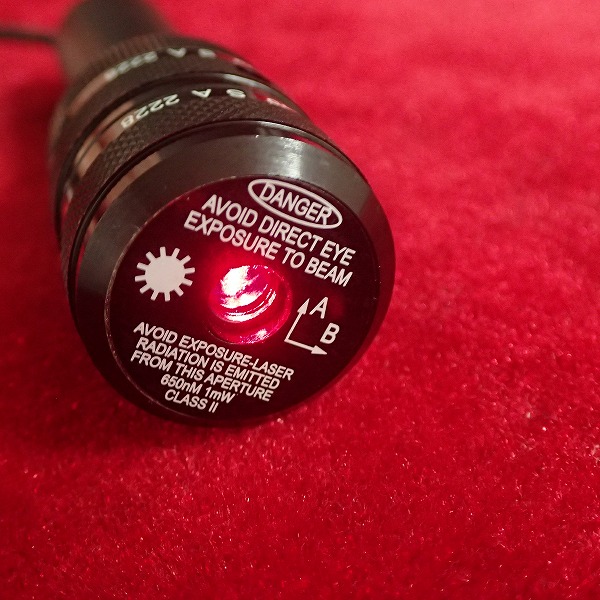 DANGER
AVOID DIRECT EYE
EXPOSURE TO BEAM
A
B
AVOID EXPOSURE-LASER
RADIATION IS EMITTED
FROM THIS APERTURE
650nM 1mW
CLASS II
S A 2228